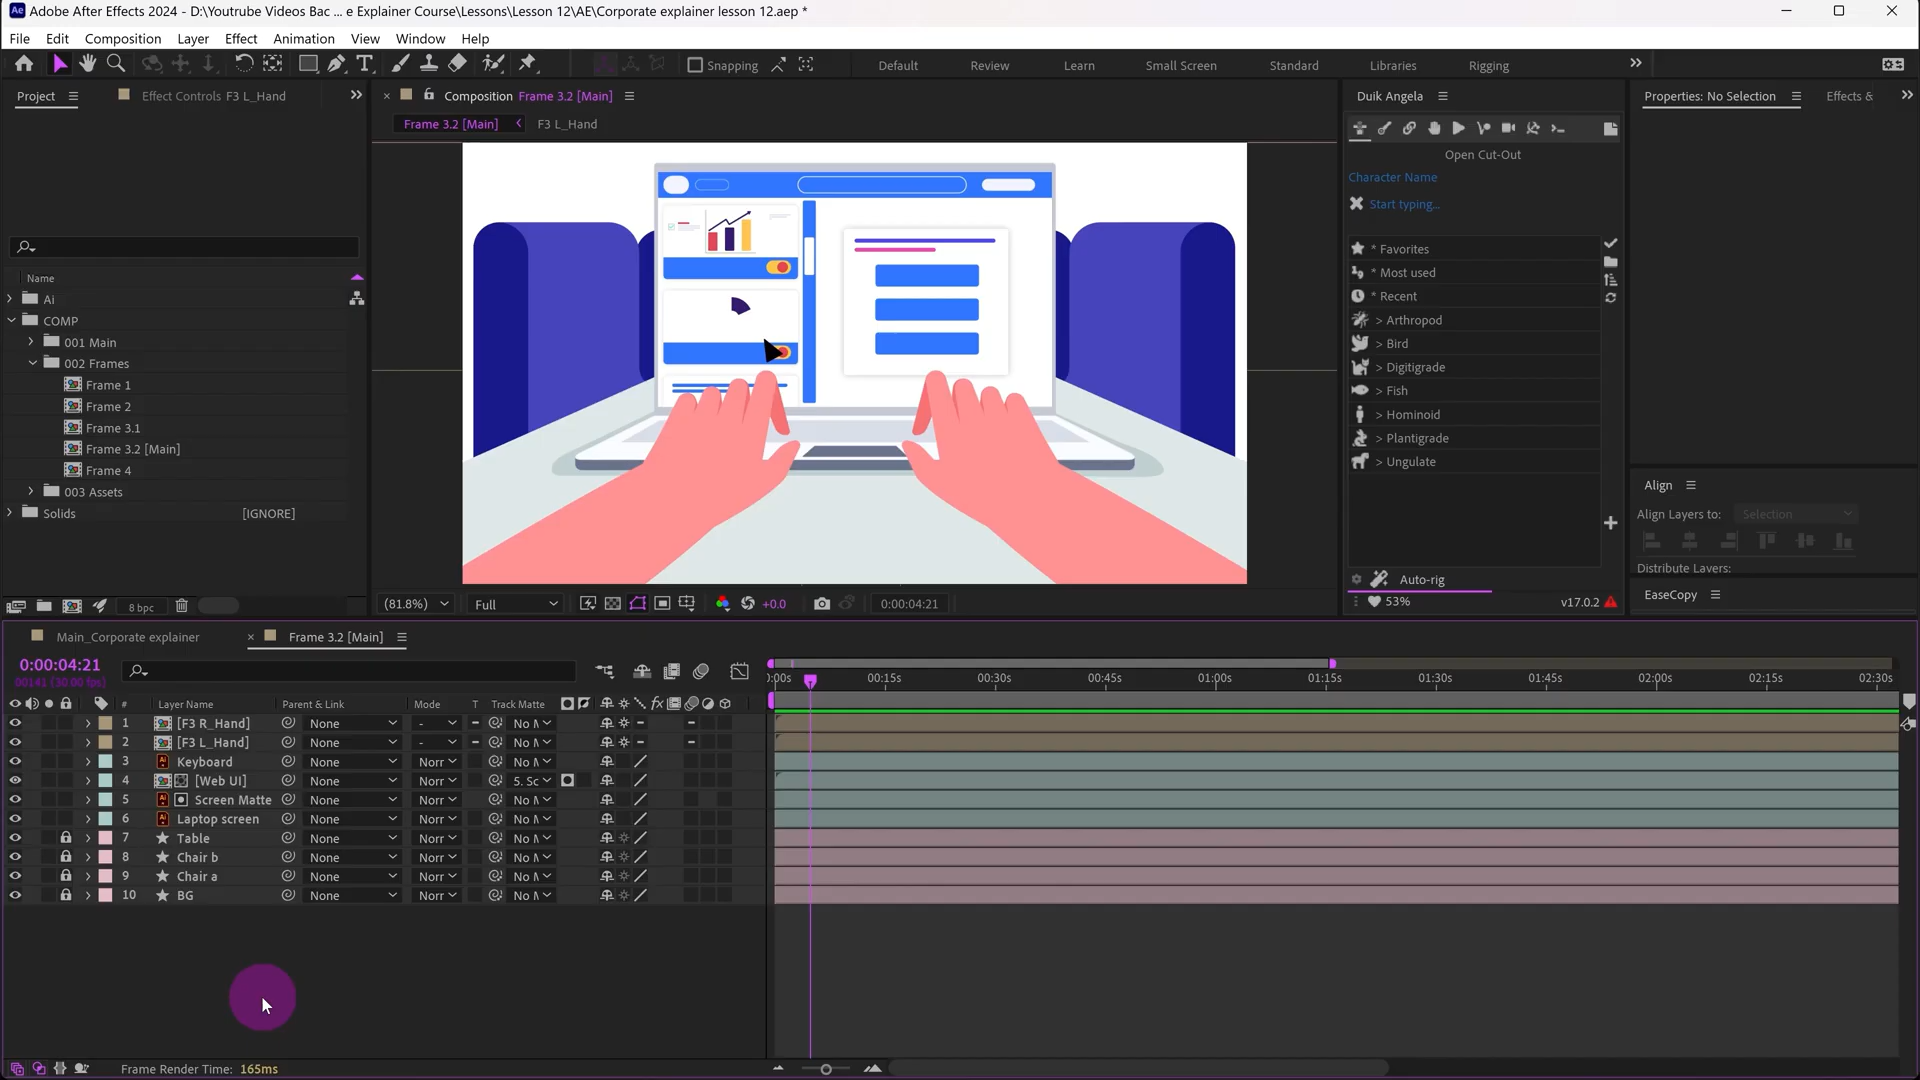 Adobe After Effects 2024 - D:\Youtube Videos Bac ... e Explainer Course\Lessons\Lesson 12\AE\Corporate explainer lesson 12.aep *
File Edit Composition Layer Effect Animation View Window Help
Snapping
Default Review Learn Small Screen Standard Libraries Rigging
Project
Effect Controls F3 L_Hand
Composition Frame 3.2 [Main]
Frame 3.2 [Main] F3 L_Hand
Duik Angela
Properties: No Selection
Effects &
Open Cut-Out
Character Name
Start typing...
* Favorites
* Most used
* Recent
> Arthropod
> Bird
> Digitigrade
> Fish
> Hominoid
> Plantigrade
> Ungulate
Auto-rig
53%
v17.0.2
Align
Align Layers to: Selection
Distribute Layers:
EaseCopy
Name
Ai
COMP
001 Main
002 Frames
Frame 1
Frame 2
Frame 3.1
Frame 3.2 [Main]
Frame 4
003 Assets
Solids [IGNORE]
8 bpc
(81.8%) Full +0.0 0:00:04:21
Main_Corporate explainer
Frame 3.2 [Main]
0:00:04:21
00141 (30.00 fps)
# Layer Name Parent & Link Mode T Track Matte
:00s 00:15s 00:30s 00:45s 01:00s 01:15s 01:30s 01:45s 02:00s 02:15s 02:30s
1 [F3 R_Hand] None - No M
2 [F3 L_Hand] None - No M
3 Keyboard None Norr No M
4 [Web UI] None Norr 5. Sc
5 Screen Matte None Norr No M
6 Laptop screen None Norr No M
7 Table None Norr No M
8 Chair b None Norr No M
9 Chair a None Norr No M
10 BG None Norr No M
Frame Render Time: 165ms